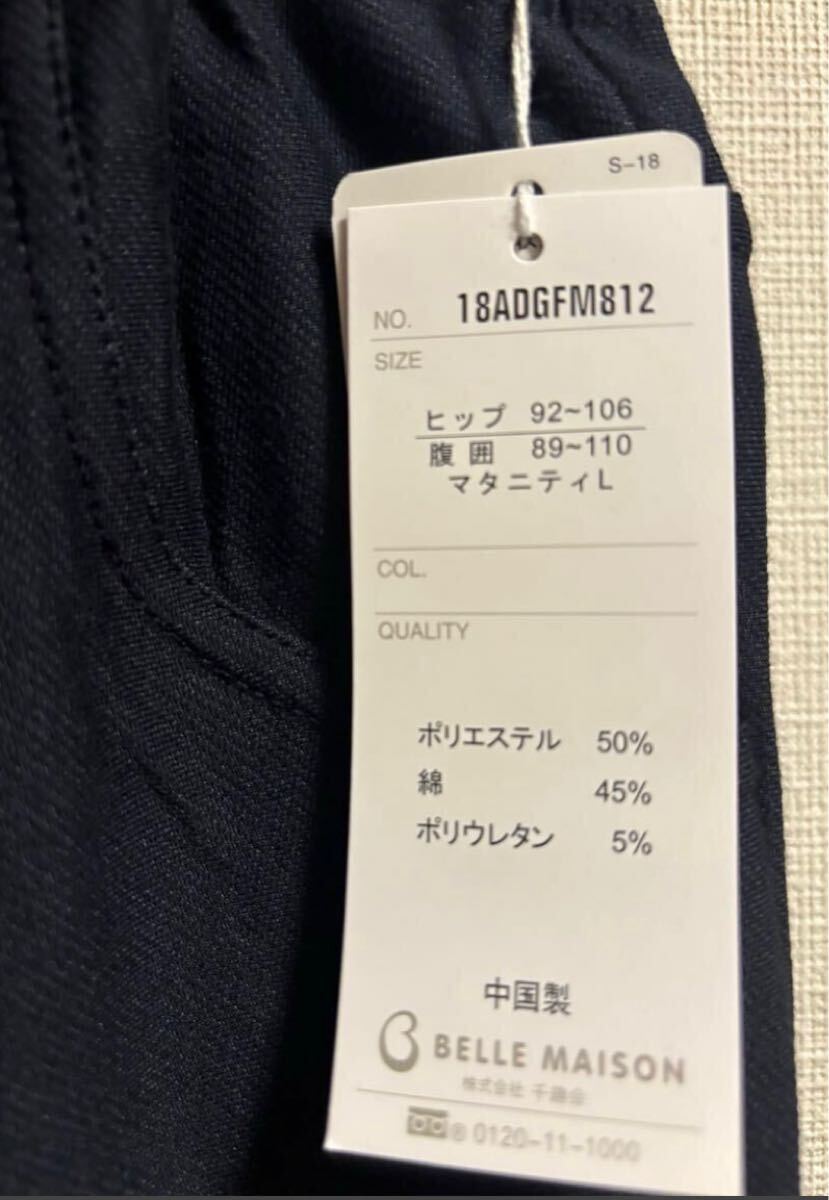 S-18
NO. 18ADGFM812
SIZE
ヒップ 92~106
腹囲 89~110
マタニティL
COL.
QUALITY
ポリエステル 50%
綿 45%
ポリウレタン 5%
中国製
BELLE MAISON
株式会社 千趣会
® 0120-11-1000